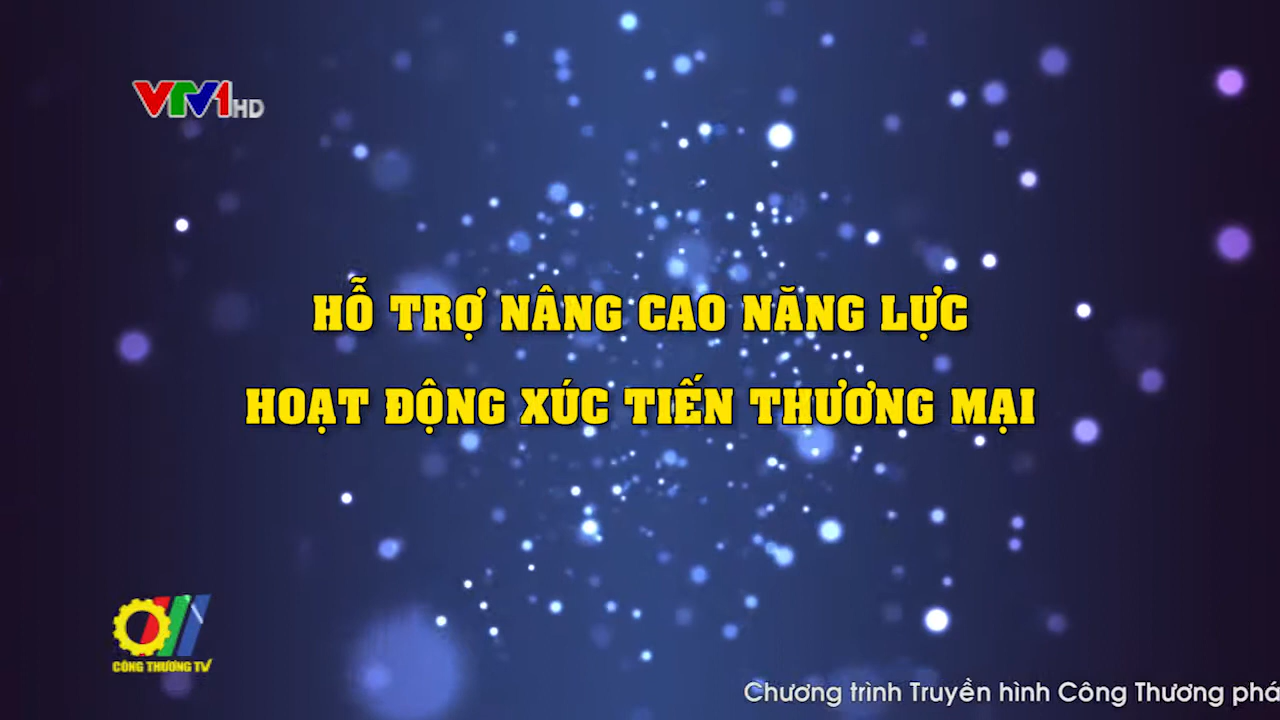 VTV1HD
HỖ TRỢ NÂNG CAO NĂNG LỰC
HOẠT ĐỘNG XÚC TIẾN THƯƠNG MẠI
CÔNG THƯƠNG TV
Chương trình Truyền hình Công Thương phá